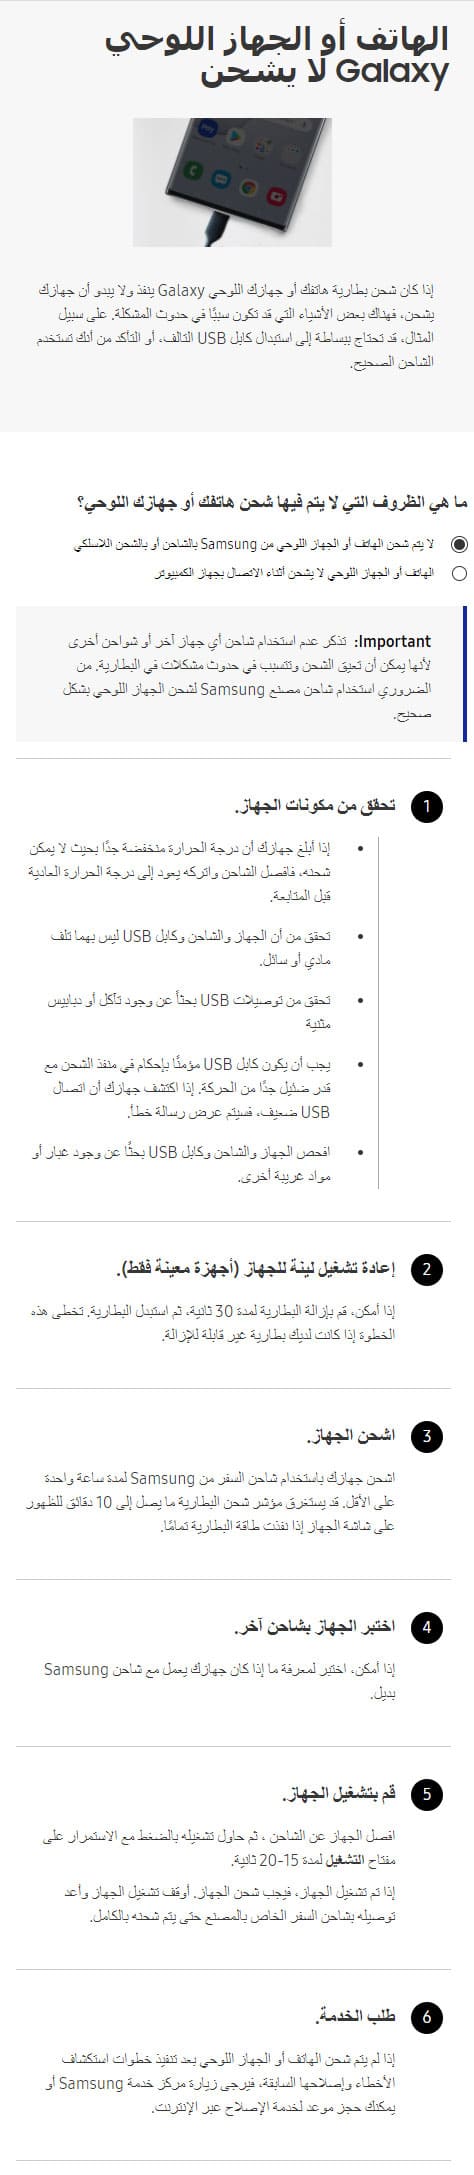 الهاتف أو الجهاز اللوحي
Galaxy لا يشحن
إذا كان شحن بطارية هاتفك أو جهازك اللوحي Galaxy ينفذ ولا يبدو أن جهازك
يشحن، فهناك بعض الأشياء التي قد تكون سببًا في حدوث المشكلة. على سبيل
المثال، قد تحتاج ببساطة إلى استبدال كابل USB التالف، أو التأكد من أنك تستخدم
الشاحن الصحيح.
ما هي الظروف التي لا يتم فيها شحن هاتفك أو جهازك اللوحي؟
لا يتم شحن الهاتف أو الجهاز اللوحي من Samsung بالشاحن أو بالشحن اللاسلكي
الهاتف أو الجهاز اللوحي لا يشحن أثناء الاتصال بجهاز الكمبيوتر
Important: تذكر عدم استخدام شاحن أي جهاز آخر أو شواحن أخرى
لأنها يمكن أن تعيق الشحن وتتسبب في حدوث مشكلات في البطارية. من
الضروري استخدام شاحن مصنع Samsung لشحن الجهاز اللوحي بشكل
صحيح.
1 تحقق من مكونات الجهاز.
• إذا أبلغ جهازك أن درجة الحرارة منخفضة جدًا بحيث لا يمكن
شحنه، فافصل الشاحن واتركه يعود إلى درجة الحرارة العادية
قبل المتابعة.
• تحقق من أن الجهاز والشاحن وكابل USB ليس بهما تلف
مادي أو سائل.
• تحقق من توصيلات USB بحثاً عن وجود تآكل أو دبابيس
مثنية
• يجب أن يكون كابل USB مؤمنًا بإحكام في منفذ الشحن مع
قدر ضئيل جدًا من الحركة. إذا اكتشف جهازك أن اتصال
USB ضعيف، فسيتم عرض رسالة خطأ.
• افحص الجهاز والشاحن وكابل USB بحثًا عن وجود غبار أو
مواد غريبة أخرى.
2 إعادة تشغيل لينة للجهاز (أجهزة معينة فقط).
إذا أمكن، قم بإزالة البطارية لمدة 30 ثانية، ثم استبدل البطارية. تخطى هذه
الخطوة إذا كانت لديك بطارية غير قابلة للإزالة.
3 اشحن الجهاز.
اشحن جهازك باستخدام شاحن السفر من Samsung لمدة ساعة واحدة
على الأقل. قد يستغرق مؤشر شحن البطارية ما يصل إلى 10 دقائق للظهور
على شاشة الجهاز إذا نفذت طاقة البطارية تمامًا.
4 اختبر الجهاز بشاحن آخر.
إذا أمكن، اختبر لمعرفة ما إذا كان جهازك يعمل مع شاحن Samsung
بديل.
5 قم بتشغيل الجهاز.
افصل الجهاز عن الشاحن ، ثم حاول تشغيله بالضغط مع الاستمرار على
مفتاح التشغيل لمدة 15-20 ثانية.
إذا تم تشغيل الجهاز، فيجب شحن الجهاز. أوقف تشغيل الجهاز وأعد
توصيله بشاحن السفر الخاص بالمصنع حتى يتم شحنه بالكامل.
6 طلب الخدمة.
إذا لم يتم شحن الهاتف أو الجهاز اللوحي بعد تنفيذ خطوات استكشاف
الأخطاء وإصلاحها السابقة، فيرجى زيارة مركز خدمة Samsung أو
يمكنك حجز موعد لخدمة الإصلاح عبر الإنترنت.